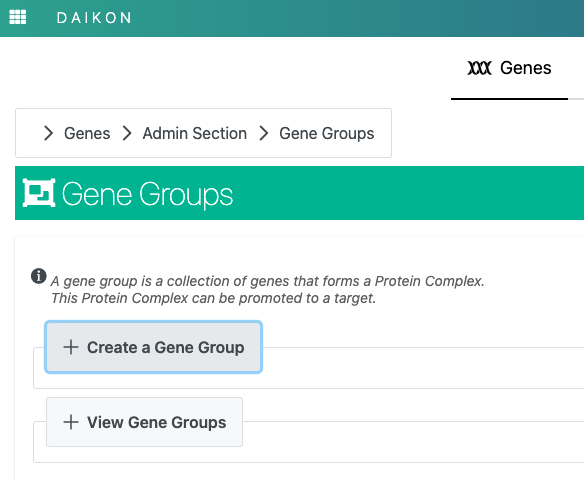 DAIKON
Genes
Genes
Admin Section
Gene Groups
Gene Groups
A gene group is a collection of genes that forms a Protein Complex.
This Protein Complex can be promoted to a target.
Create a Gene Group
View Gene Groups